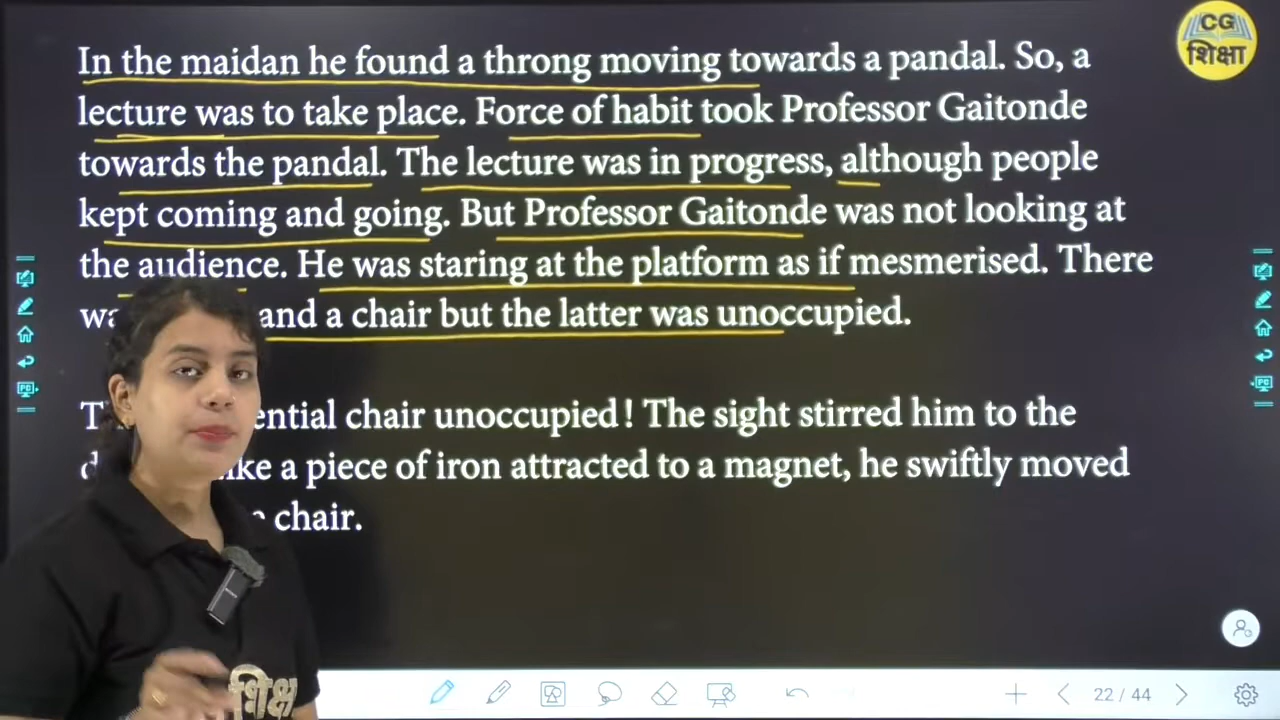 In the maidan he found a throng moving towards a pandal. So, a
lecture was to take place. Force of habit took Professor Gaitonde
towards the pandal. The lecture was in progress, although people
kept coming and going. But Professor Gaitonde was not looking at
the audience. He was staring at the platform as if mesmerised. There
and a chair but the latter was unoccupied.
chair unoccupied! The sight stirred him to the
a piece of iron attracted to a magnet, he swiftly moved
chair.
CG
शिक्षा
शिक्षा
22 / 44